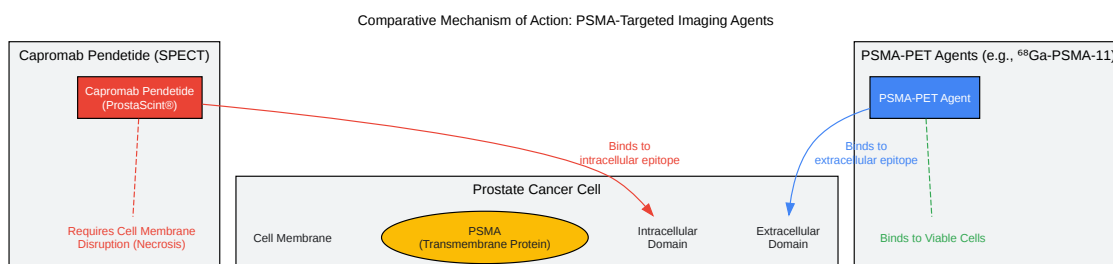 Comparative Mechanism of Action: PSMA-Targeted Imaging Agents
Capromab Pendetide (SPECT)
Capromab Pendetide
(ProstaScint®)
Requires Cell Membrane
Disruption (Necrosis)
Binds to
intracellular epitope
Prostate Cancer Cell
Cell Membrane
PSMA
(Transmembrane Protein)
Intracellular
Domain
Extracellular
Domain
Binds to
extracellular epitope
PSMA-PET Agents (e.g., ⁶⁸Ga-PSMA-11)
PSMA-PET Agent
Binds to Viable Cells